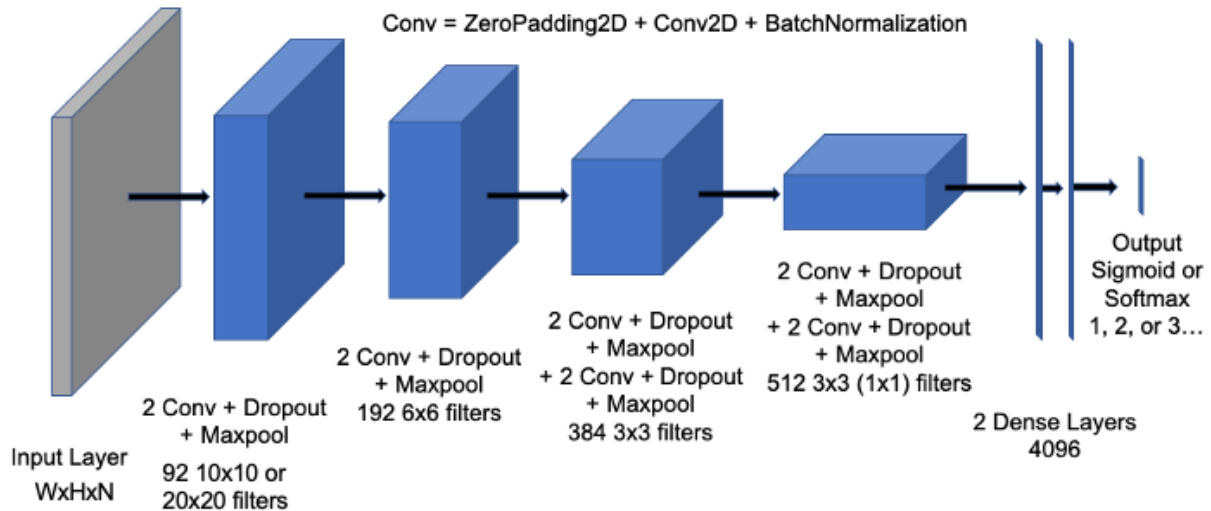 Conv = ZeroPadding2D + Conv2D + BatchNormalization
Input Layer
WxHxN
2 Conv + Dropout
+ Maxpool
92 10x10 or
20x20 filters
2 Conv + Dropout
+ Maxpool
192 6x6 filters
2 Conv + Dropout
+ Maxpool
+ 2 Conv + Dropout
+ Maxpool
384 3x3 filters
2 Conv + Dropout
+ Maxpool
+ 2 Conv + Dropout
+ Maxpool
512 3x3 (1x1) filters
2 Dense Layers
4096
Output
Sigmoid or
Softmax
1, 2, or 3...